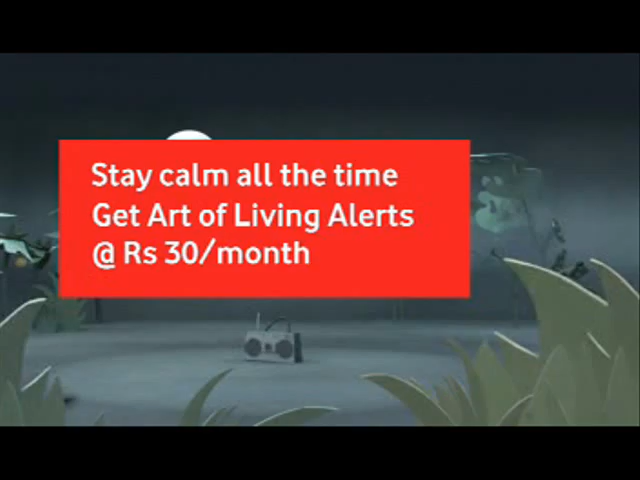 Stay calm all the time
Get Art of Living Alerts
@ Rs 30/month